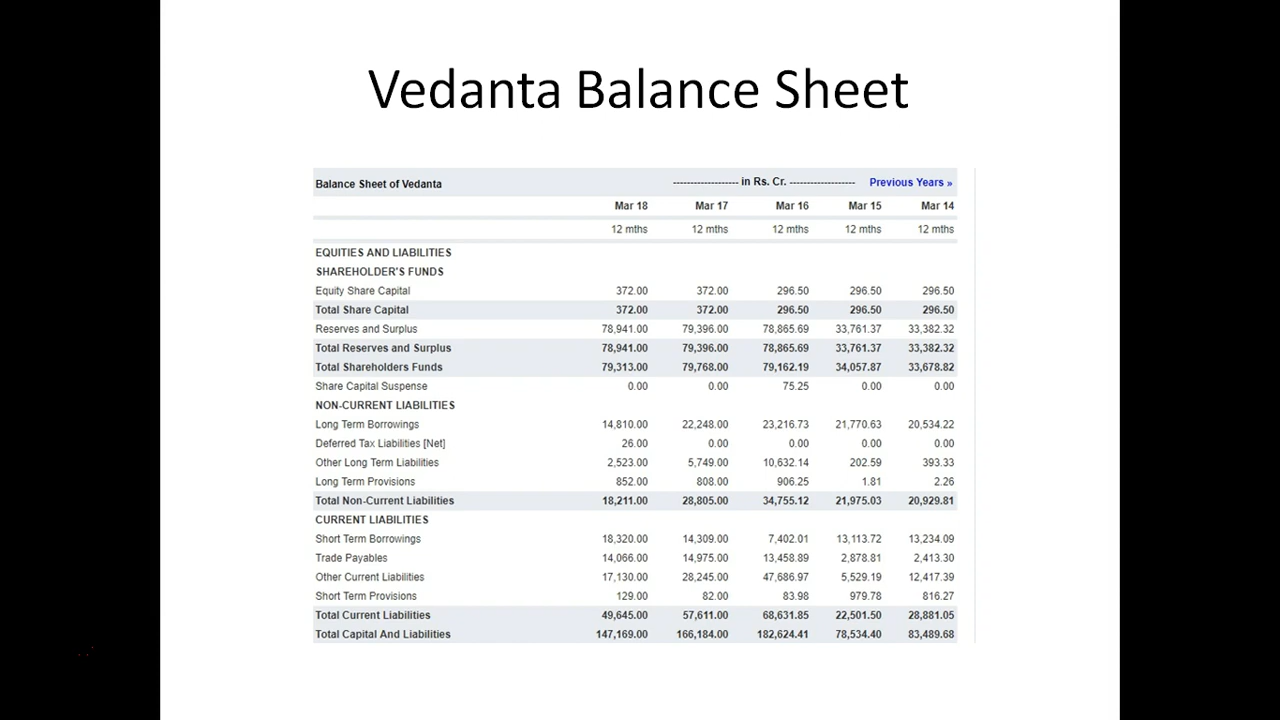 Vedanta Balance Sheet
Balance Sheet of Vedanta ------------------- in Rs. Cr. ------------------- Previous Years »
Mar 18 Mar 17 Mar 16 Mar 15 Mar 14
12 mths 12 mths 12 mths 12 mths 12 mths
EQUITIES AND LIABILITIES
SHAREHOLDER'S FUNDS
Equity Share Capital 372.00 372.00 296.50 296.50 296.50
Total Share Capital 372.00 372.00 296.50 296.50 296.50
Reserves and Surplus 78,941.00 79,396.00 78,865.69 33,761.37 33,382.32
Total Reserves and Surplus 78,941.00 79,396.00 78,865.69 33,761.37 33,382.32
Total Shareholders Funds 79,313.00 79,768.00 79,162.19 34,057.87 33,678.82
Share Capital Suspense 0.00 0.00 75.25 0.00 0.00
NON-CURRENT LIABILITIES
Long Term Borrowings 14,810.00 22,248.00 23,216.73 21,770.63 20,534.22
Deferred Tax Liabilities [Net] 26.00 0.00 0.00 0.00 0.00
Other Long Term Liabilities 2,523.00 5,749.00 10,632.14 202.59 393.33
Long Term Provisions 852.00 808.00 906.25 1.81 2.26
Total Non-Current Liabilities 18,211.00 28,805.00 34,755.12 21,975.03 20,929.81
CURRENT LIABILITIES
Short Term Borrowings 18,320.00 14,309.00 7,402.01 13,113.72 13,234.09
Trade Payables 14,066.00 14,975.00 13,458.89 2,878.81 2,413.30
Other Current Liabilities 17,130.00 28,245.00 47,686.97 5,529.19 12,417.39
Short Term Provisions 129.00 82.00 83.98 979.78 816.27
Total Current Liabilities 49,645.00 57,611.00 68,631.85 22,501.50 28,881.05
Total Capital And Liabilities 147,169.00 166,184.00 182,624.41 78,534.40 83,489.68